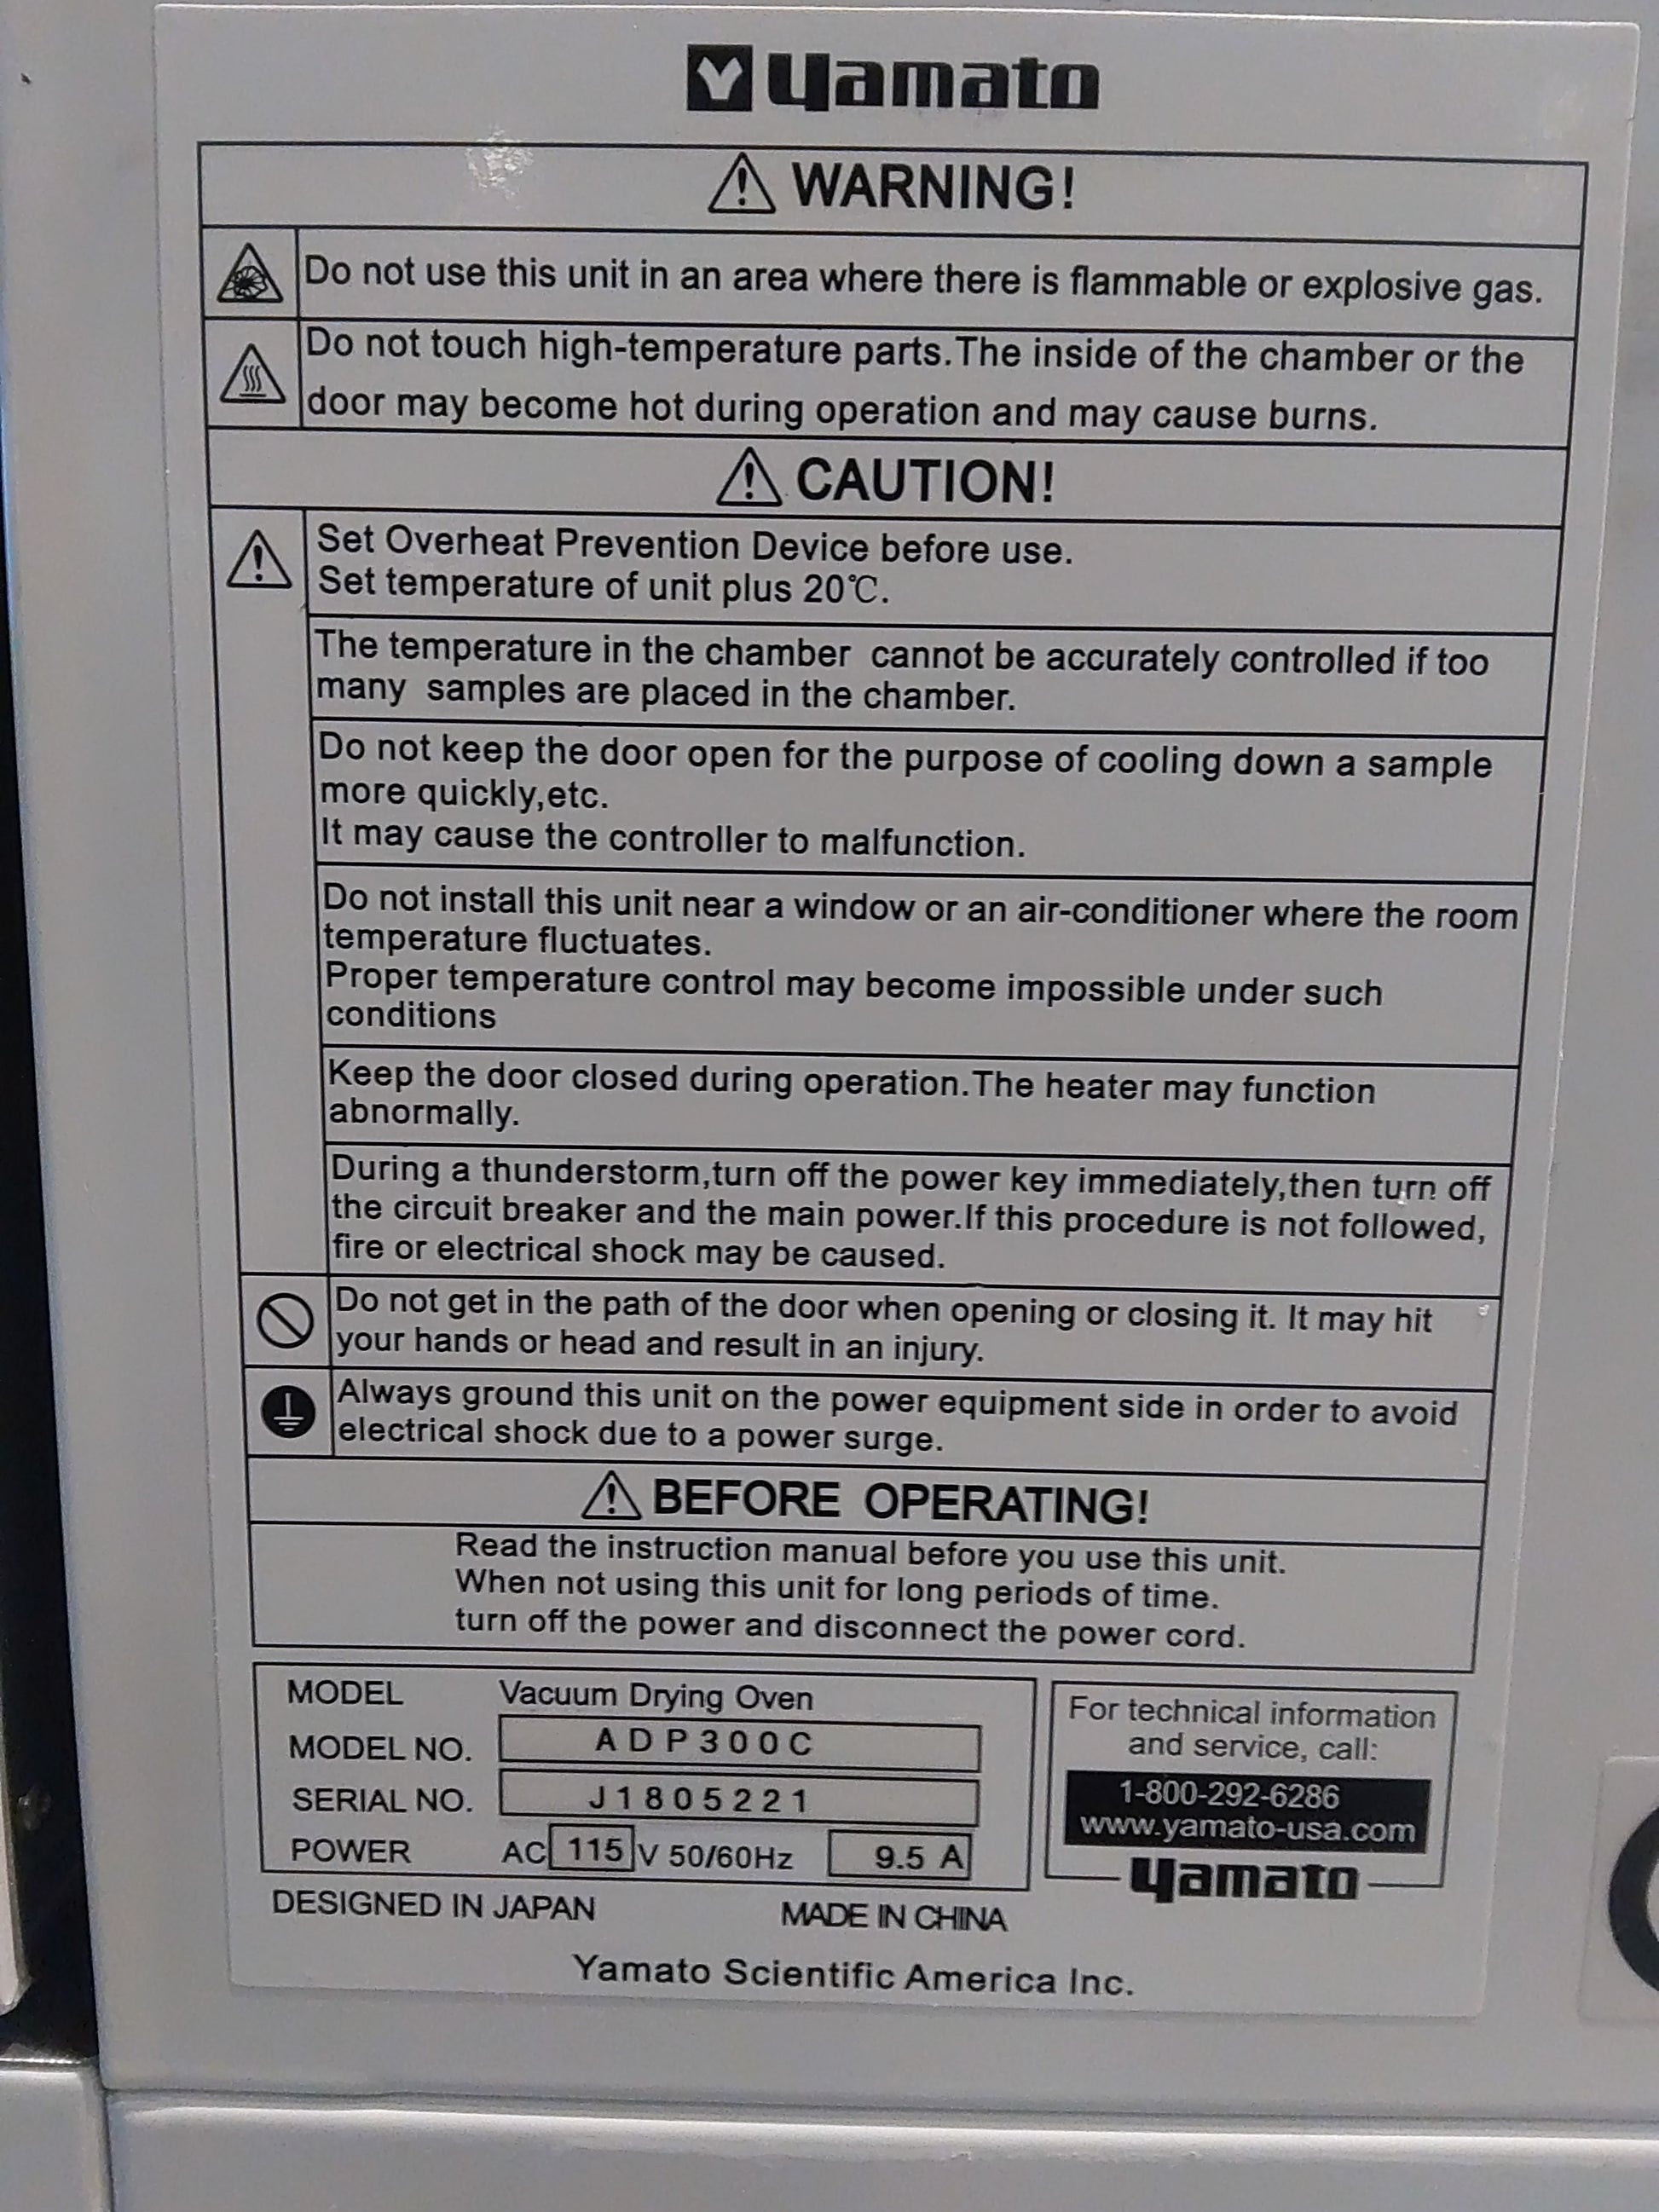 yamato
WARNING!
Do not use this unit in an area where there is flammable or explosive gas.
Do not touch high-temperature parts.The inside of the chamber or the
door may become hot during operation and may cause burns.
CAUTION!
Set Overheat Prevention Device before use.
Set temperature of unit plus 20℃.
The temperature in the chamber cannot be accurately controlled if too
many samples are placed in the chamber.
Do not keep the door open for the purpose of cooling down a sample
more quickly,etc.
It may cause the controller to malfunction.
Do not install this unit near a window or an air-conditioner where the room
temperature fluctuates.
Proper temperature control may become impossible under such
conditions
Keep the door closed during operation.The heater may function
abnormally.
During a thunderstorm,turn off the power key immediately,then turn off
the circuit breaker and the main power.If this procedure is not followed,
fire or electrical shock may be caused.
Do not get in the path of the door when opening or closing it. It may hit
your hands or head and result in an injury.
Always ground this unit on the power equipment side in order to avoid
electrical shock due to a power surge.
BEFORE OPERATING!
Read the instruction manual before you use this unit.
When not using this unit for long periods of time.
turn off the power and disconnect the power cord.
MODEL Vacuum Drying Oven
MODEL NO. ADP300C
SERIAL NO. J1805221
POWER AC 115 V 50/60Hz 9.5 A
For technical information
and service, call:
1-800-292-6286
www.yamato-usa.com
yamato
DESIGNED IN JAPAN MADE IN CHINA
Yamato Scientific America Inc.